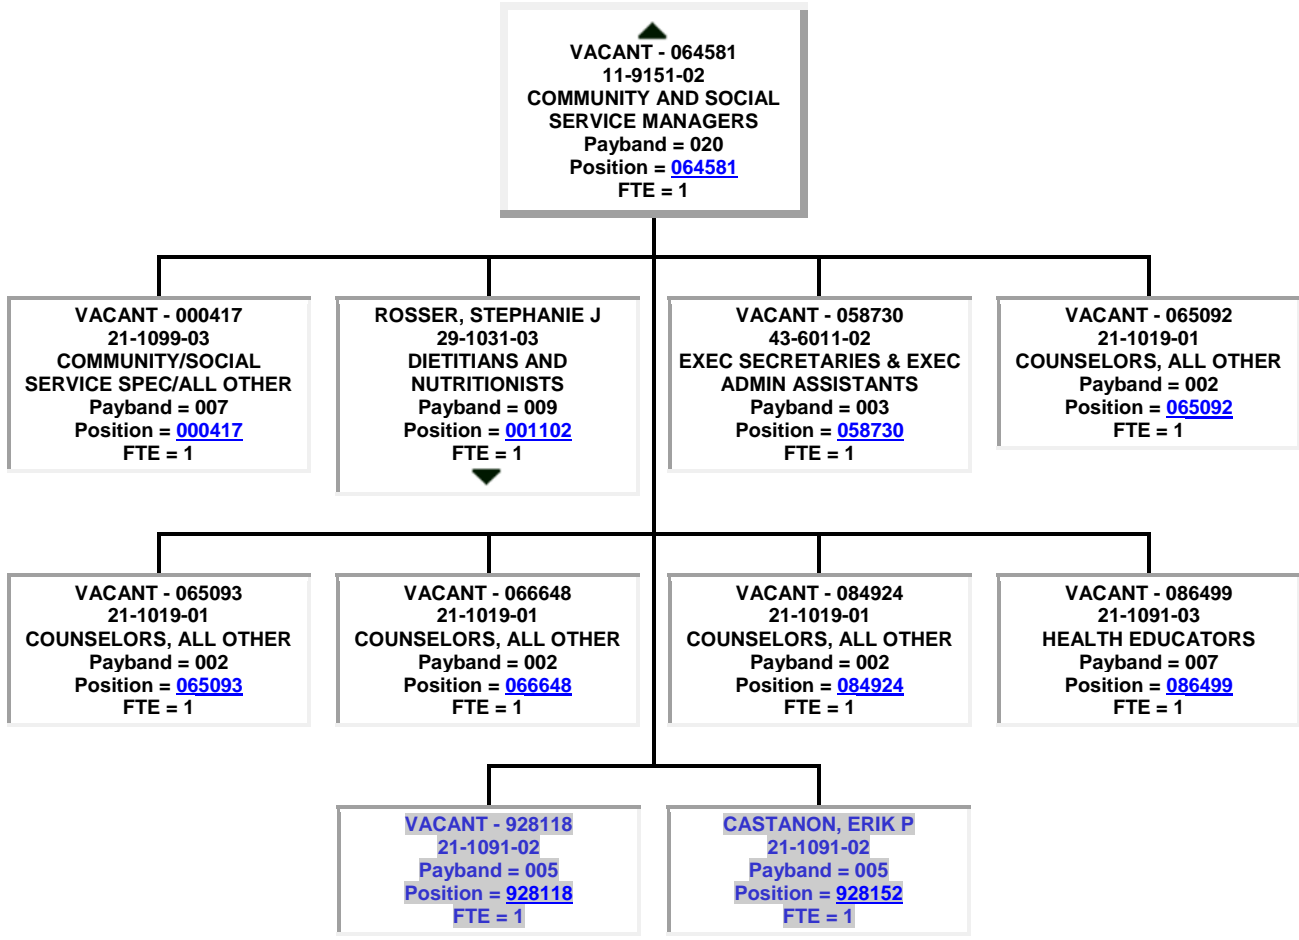 VACANT - 064581
11-9151-02
COMMUNITY AND SOCIAL
SERVICE MANAGERS
Payband = 020
Position = 064581
FTE = 1
VACANT - 000417
21-1099-03
COMMUNITY/SOCIAL
SERVICE SPEC/ALL OTHER
Payband = 007
Position = 000417
FTE = 1
ROSSER, STEPHANIE J
29-1031-03
DIETITIANS AND
NUTRITIONISTS
Payband = 009
Position = 001102
FTE = 1
VACANT - 058730
43-6011-02
EXEC SECRETARIES & EXEC
ADMIN ASSISTANTS
Payband = 003
Position = 058730
FTE = 1
VACANT - 065092
21-1019-01
COUNSELORS, ALL OTHER
Payband = 002
Position = 065092
FTE = 1
VACANT - 065093
21-1019-01
COUNSELORS, ALL OTHER
Payband = 002
Position = 065093
FTE = 1
VACANT - 066648
21-1019-01
COUNSELORS, ALL OTHER
Payband = 002
Position = 066648
FTE = 1
VACANT - 084924
21-1019-01
COUNSELORS, ALL OTHER
Payband = 002
Position = 084924
FTE = 1
VACANT - 086499
21-1091-03
HEALTH EDUCATORS
Payband = 007
Position = 086499
FTE = 1
VACANT - 928118
21-1091-02
Payband = 005
Position = 928118
FTE = 1
CASTANON, ERIK P
21-1091-02
Payband = 005
Position = 928152
FTE = 1